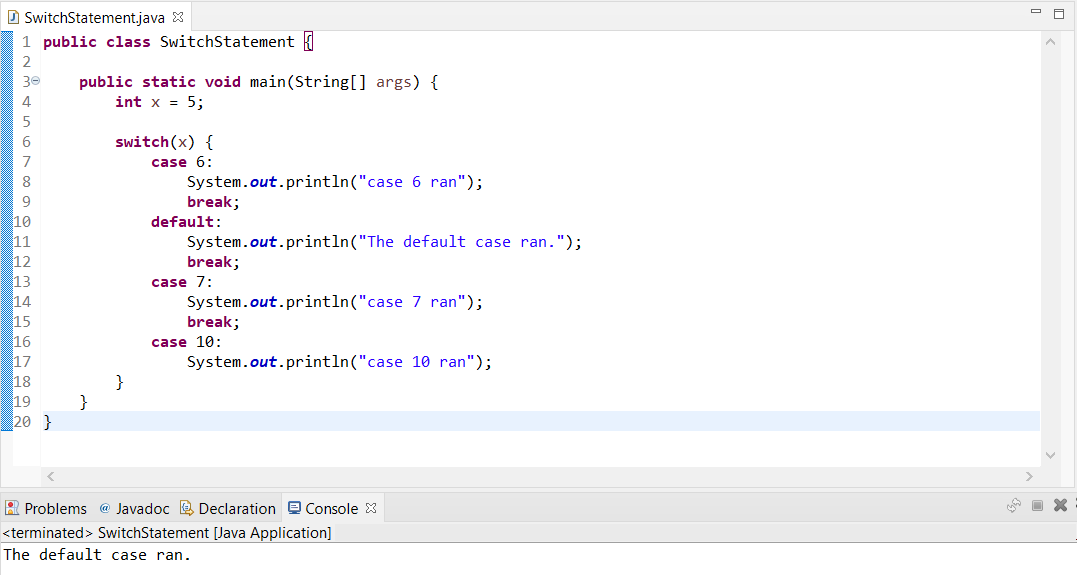 SwitchStatement.java
1 public class SwitchStatement {
2
3 public static void main(String[] args) {
4 int x = 5;
5
6 switch(x) {
7 case 6:
8 System.out.println("case 6 ran");
9 break;
10 default:
11 System.out.println("The default case ran.");
12 break;
13 case 7:
14 System.out.println("case 7 ran");
15 break;
16 case 10:
17 System.out.println("case 10 ran");
18 }
19 }
20 }
Problems @ Javadoc Declaration Console
<terminated> SwitchStatement [Java Application]
The default case ran.